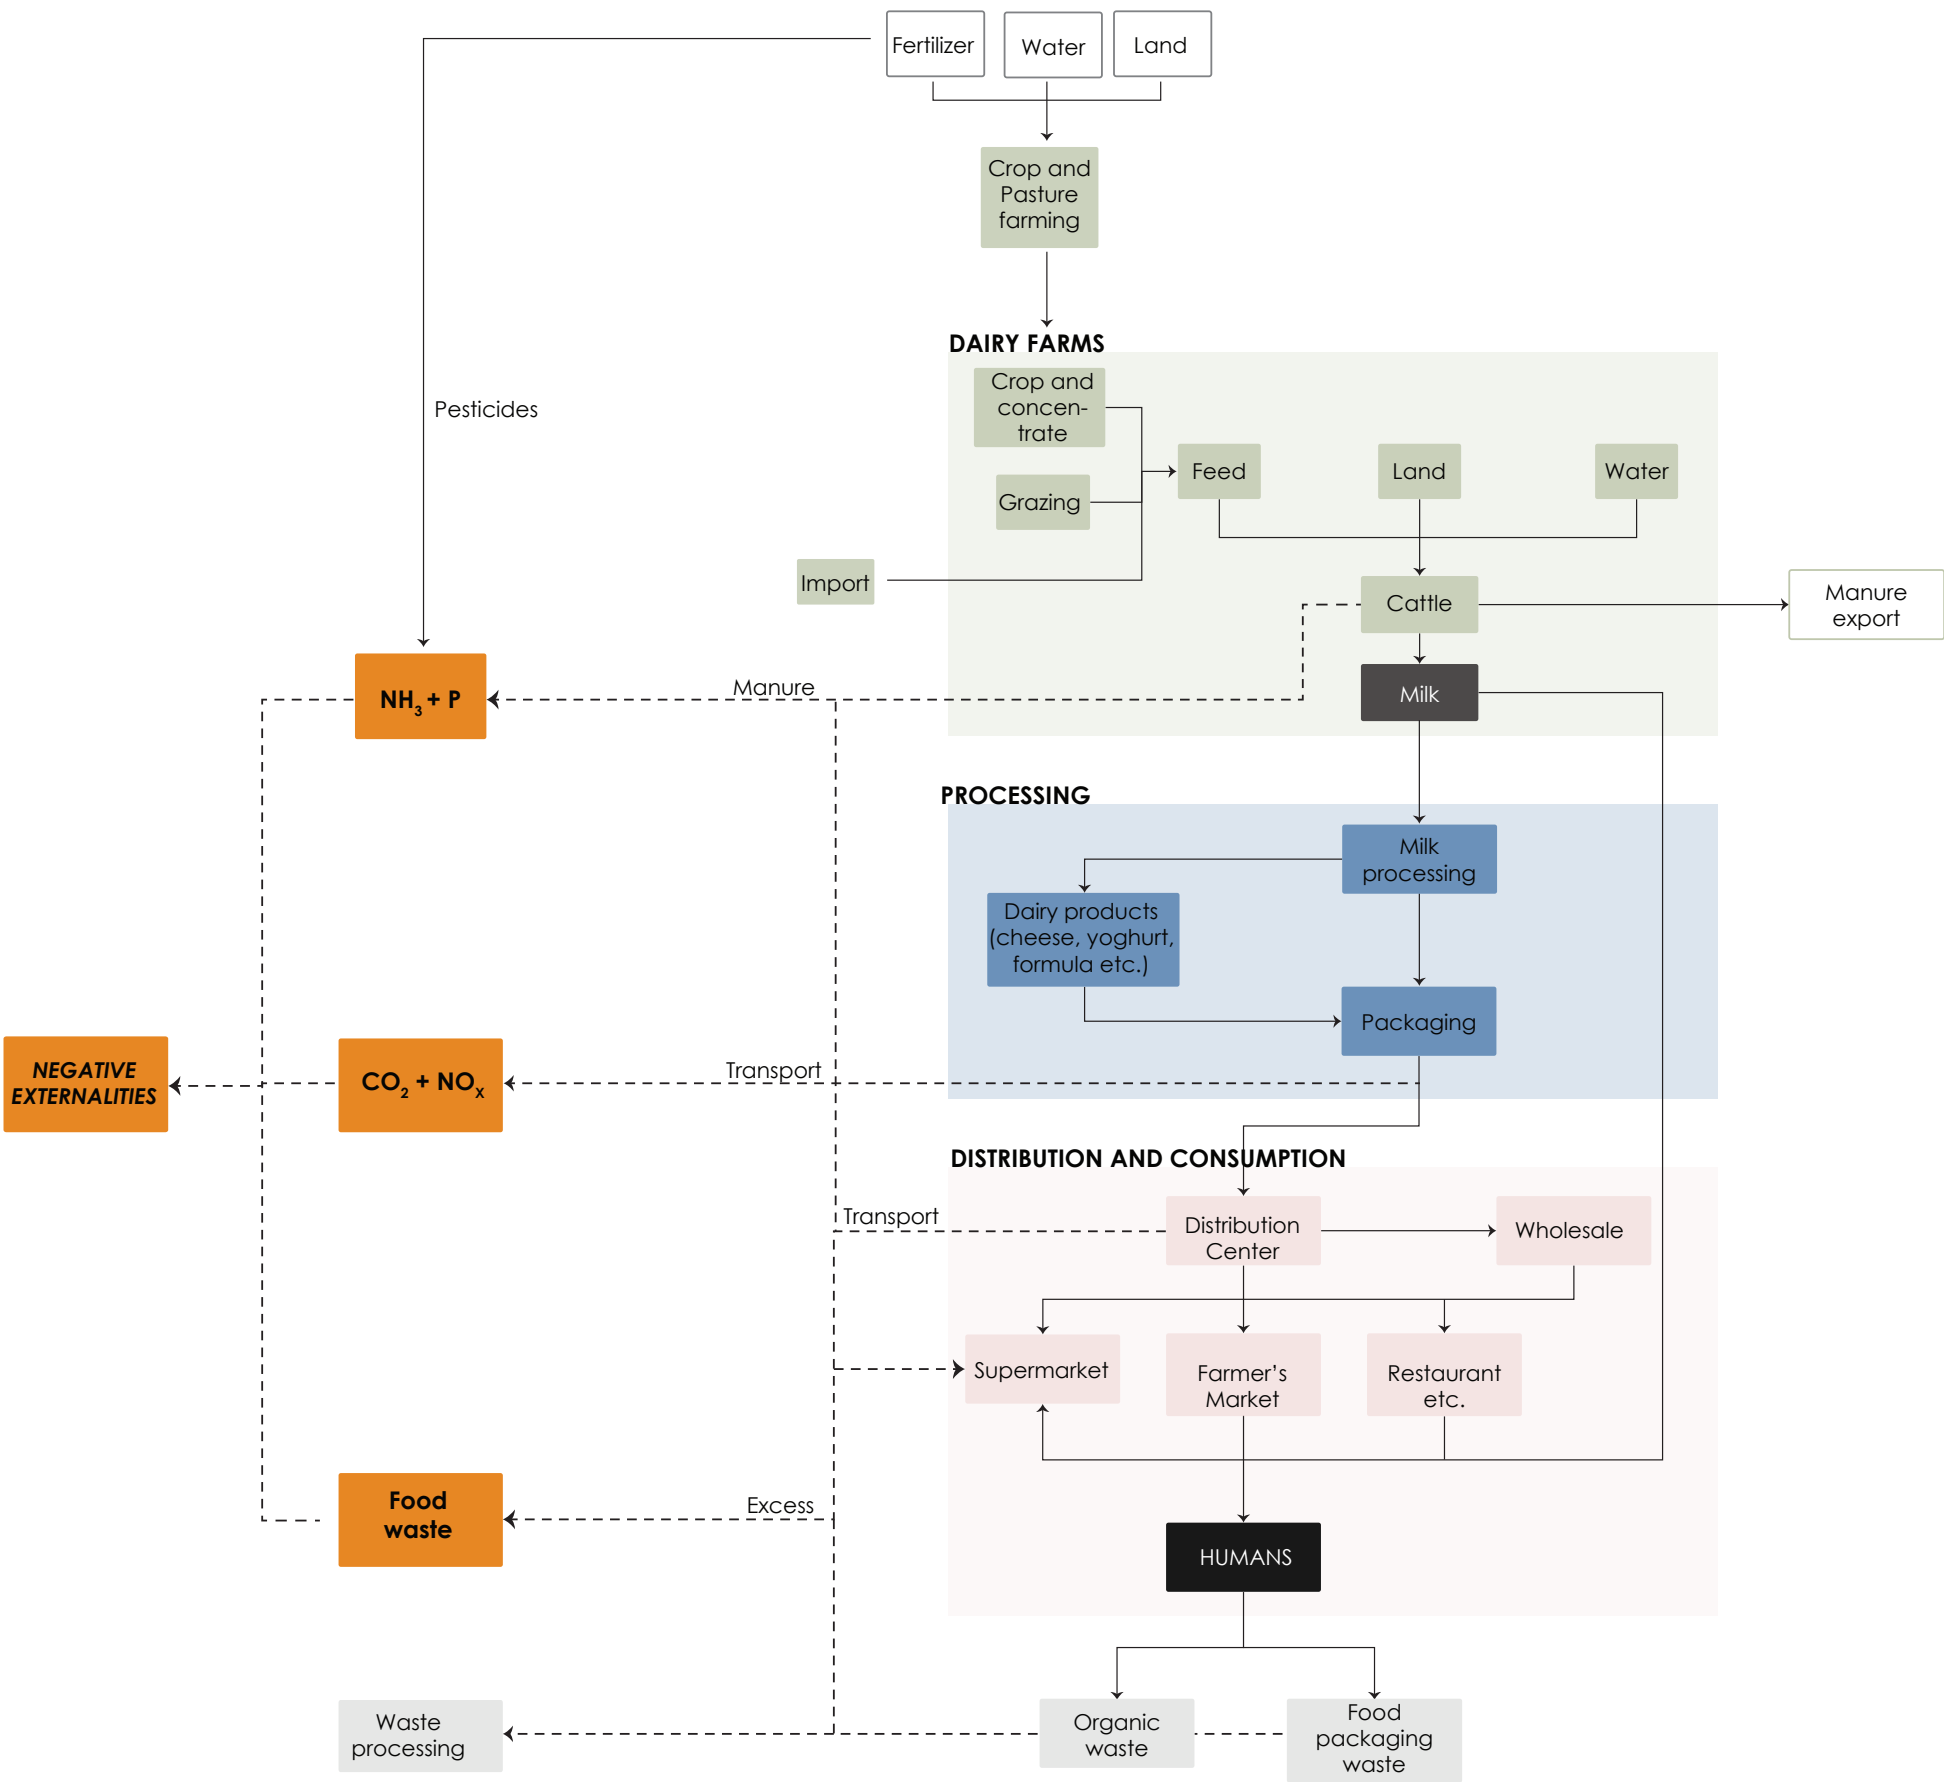 Fertilizer
Water
Land
Crop and
Pasture
farming
DAIRY FARMS
Crop and
concen-
trate
Pesticides
Feed
Land
Water
Grazing
Import
Cattle
Manure
export
NH3 + P
Manure
Milk
PROCESSING
Milk
processing
Dairy products
(cheese, yoghurt,
formula etc.)
Packaging
NEGATIVE
EXTERNALITIES
CO2 + NOX
Transport
DISTRIBUTION AND CONSUMPTION
Transport
Distribution
Center
Wholesale
Supermarket
Farmer’s
Market
Restaurant
etc.
Food
waste
Excess
HUMANS
Waste
processing
Organic
waste
Food
packaging
waste